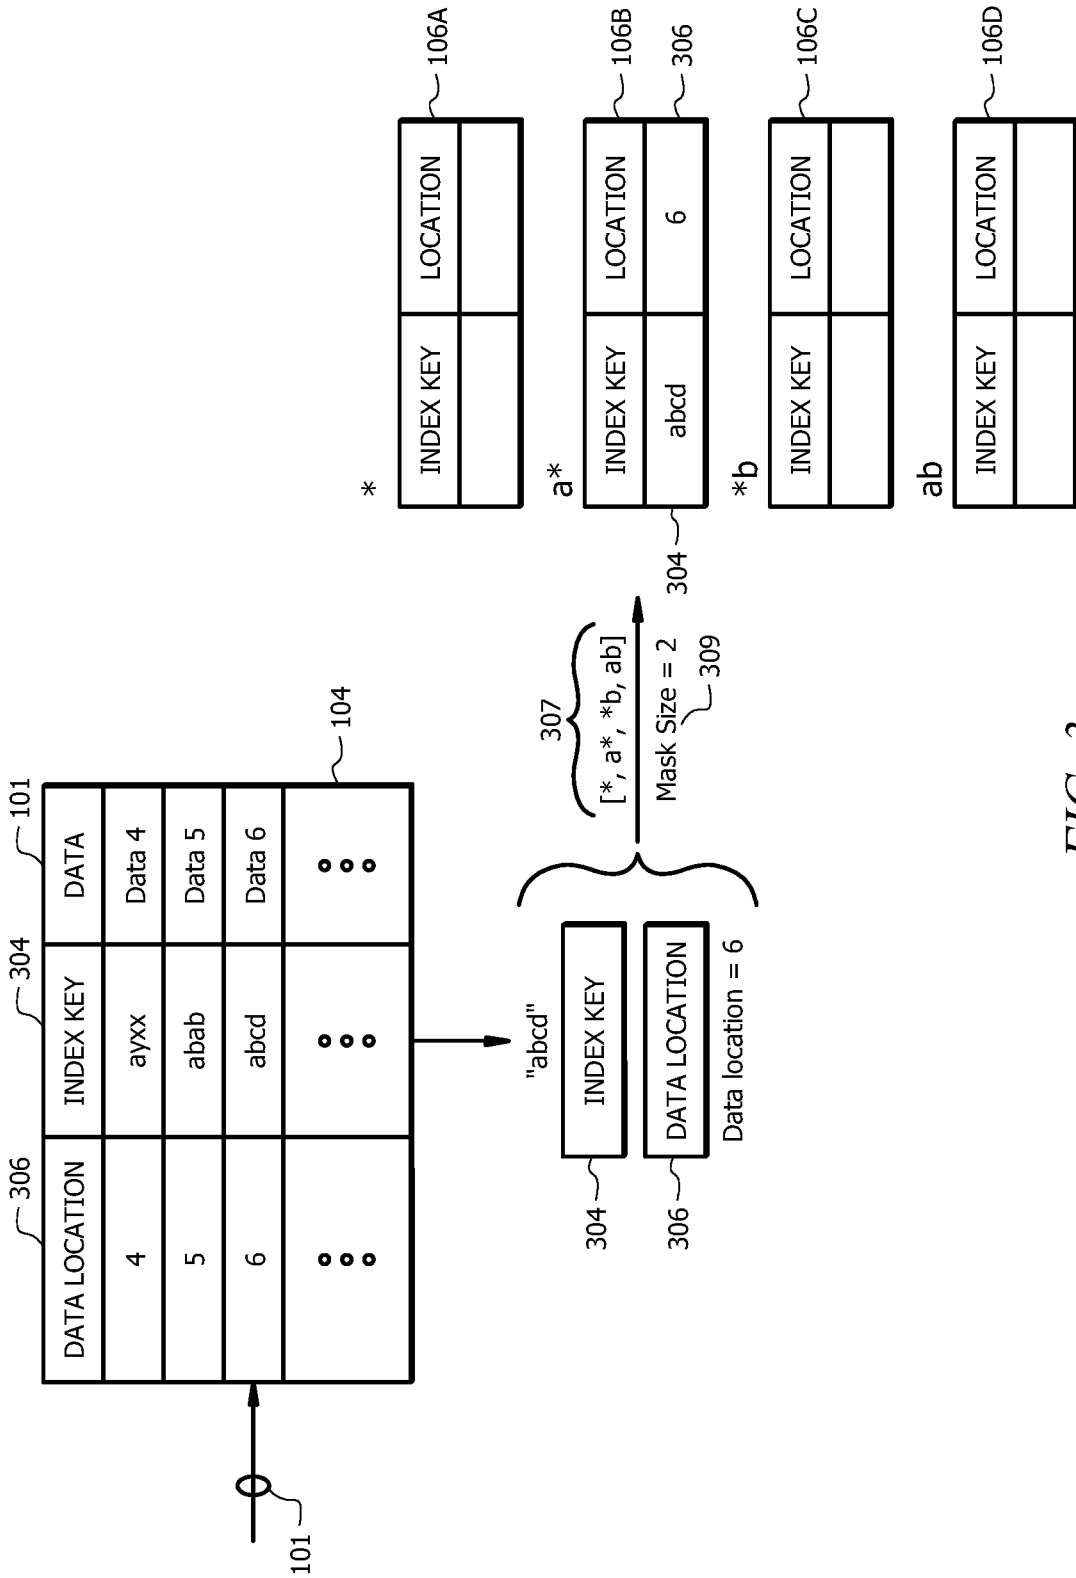 101
306
304
101
DATA LOCATION
INDEX KEY
DATA
4
ayxx
Data 4
5
abab
Data 5
6
abcd
Data 6
104
"abcd"
304
INDEX KEY
306
DATA LOCATION
Data location = 6
307
[*, a*, *b, ab]
Mask Size = 2
309
*
INDEX KEY
LOCATION
106A
a*
INDEX KEY
LOCATION
106B
304
abcd
6
306
*b
INDEX KEY
LOCATION
106C
ab
INDEX KEY
LOCATION
106D